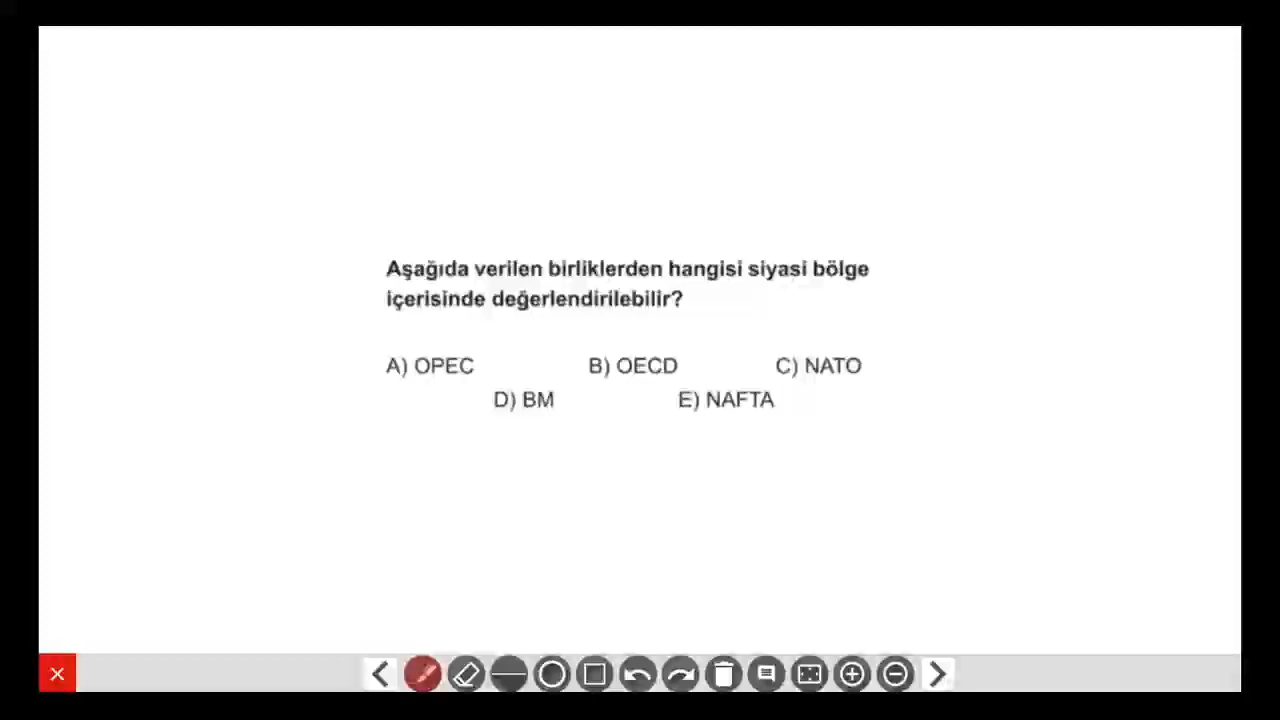 Aşağıda verilen birliklerden hangisi siyasi bölge
içerisinde değerlendirilebilir?
A) OPEC B) OECD C) NATO
D) BM E) NAFTA